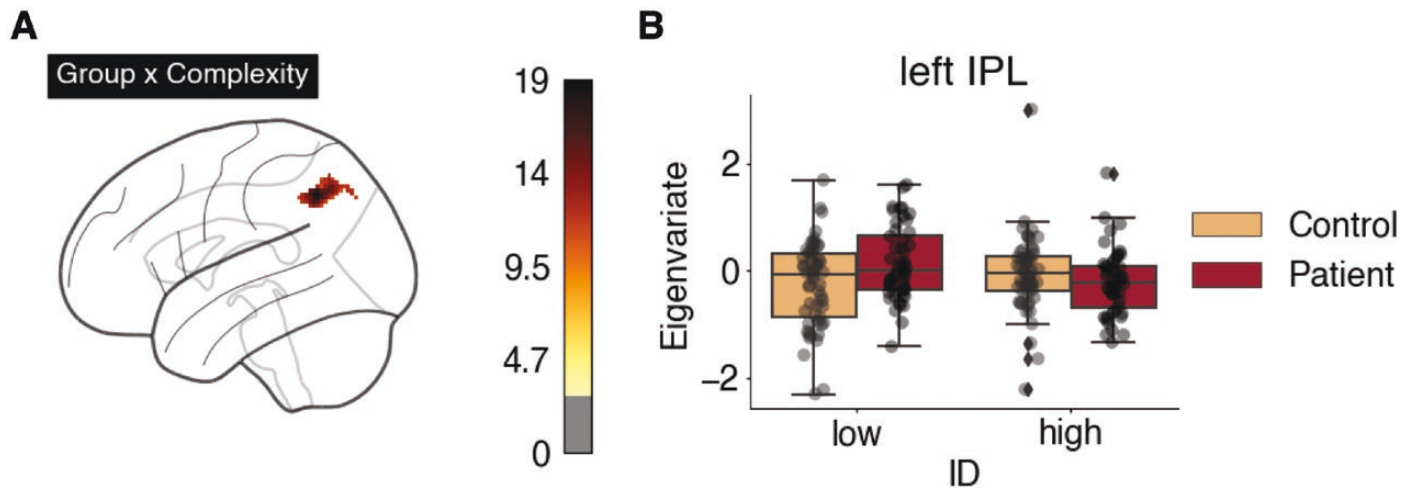 A
Group x Complexity
19
14
9.5
4.7
0
B
left IPL
Eigenvariate
2
0
−2
low
high
ID
Control
Patient